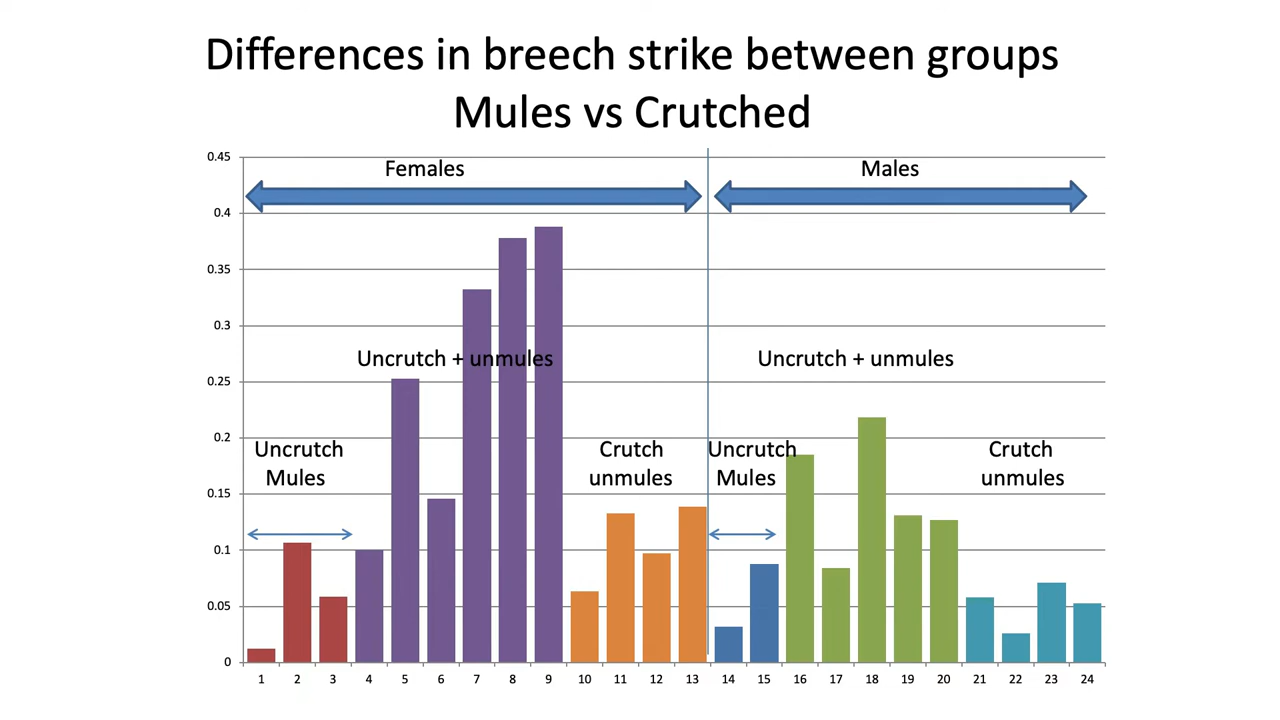 Differences in breech strike between groups
Mules vs Crutched
0.45
0.4
0.35
0.3
0.25
0.2
0.15
0.1
0.05
0
Females
Males
Uncrutch + unmules
Uncrutch + unmules
Uncrutch
Mules
Crutch
unmules
Uncrutch
Mules
Crutch
unmules
1 2 3 4 5 6 7 8 9 10 11 12 13 14 15 16 17 18 19 20 21 22 23 24